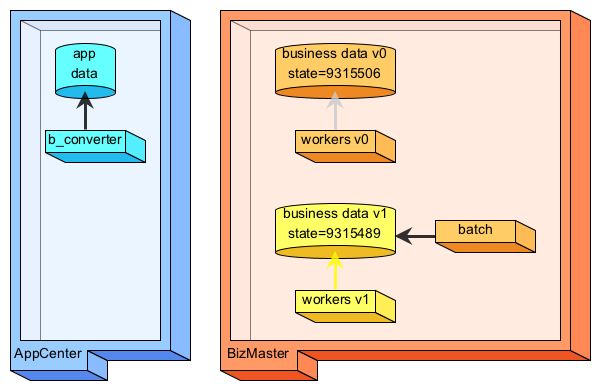 app
data
b_converter
AppCenter
business data v0
state=9315506
workers v0
business data v1
state=9315489
batch
workers v1
BizMaster